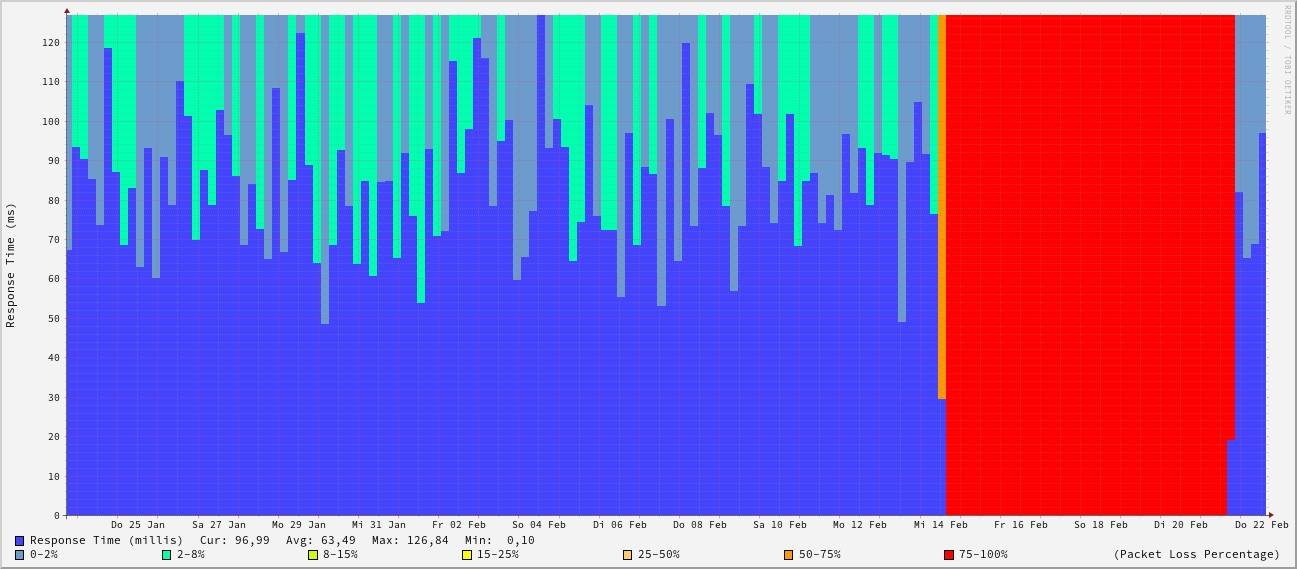 RRDTOOL / TOBI OETIKER
Response Time (ms)
120
110
100
90
80
70
60
50
40
30
20
10
0
Do 25 Jan Sa 27 Jan Mo 29 Jan Mi 31 Jan Fr 02 Feb So 04 Feb Di 06 Feb Do 08 Feb Sa 10 Feb Mo 12 Feb Mi 14 Feb Fr 16 Feb So 18 Feb Di 20 Feb Do 22 Feb
Response Time (millis) Cur: 96,99 Avg: 63,49 Max: 126,84 Min: 0,10
0-2% 2-8% 8-15% 15-25% 25-50% 50-75% 75-100% (Packet Loss Percentage)